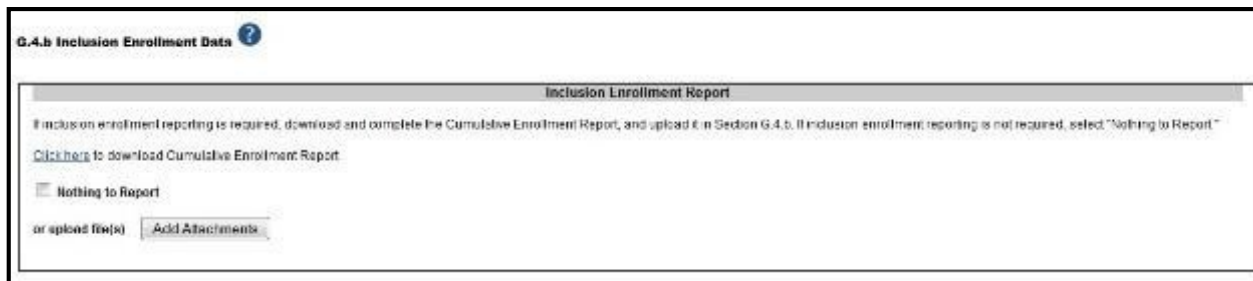 G.4.b Inclusion Enrollment Data ?
Inclusion Enrollment Report
If inclusion enrollment reporting is required, download and complete the Cumulative Enrollment Report, and upload it in Section G.4.b. If inclusion enrollment reporting is not required, select "Nothing to Report."
Click here to download Cumulative Enrollment Report
Nothing to Report
or upload file(s) Add Attachments